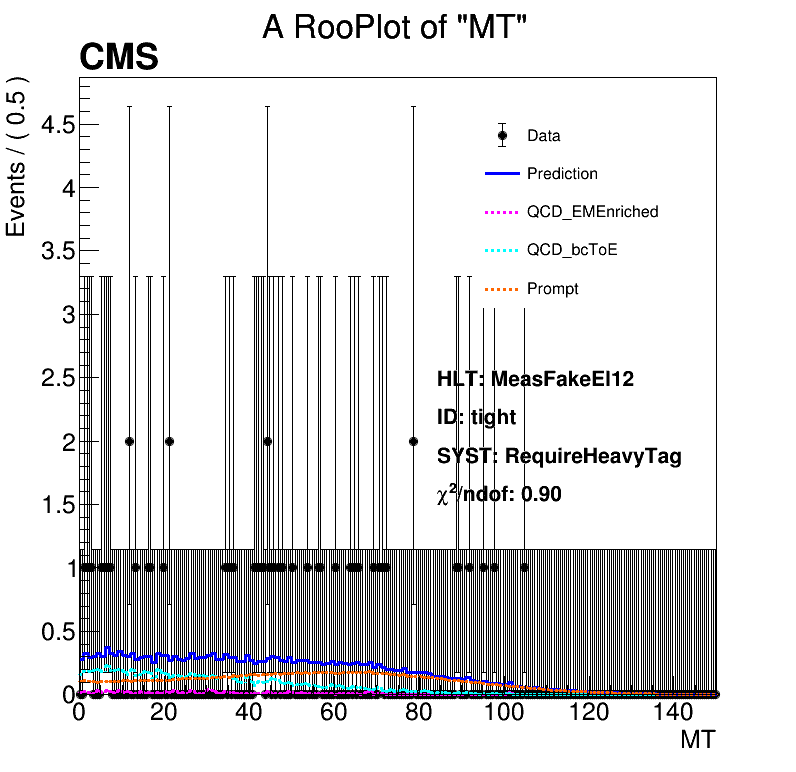 A RooPlot of "MT"
CMS
Events / ( 0.5 )
4.5
4
3.5
3
2.5
2
1.5
1
0.5
0
Data
Prediction
QCD_EMEnriched
QCD_bcToE
Prompt
HLT: MeasFakeEl12
ID: tight
SYST: RequireHeavyTag
χ²/ndof: 0.90
0 20 40 60 80 100 120 140
MT